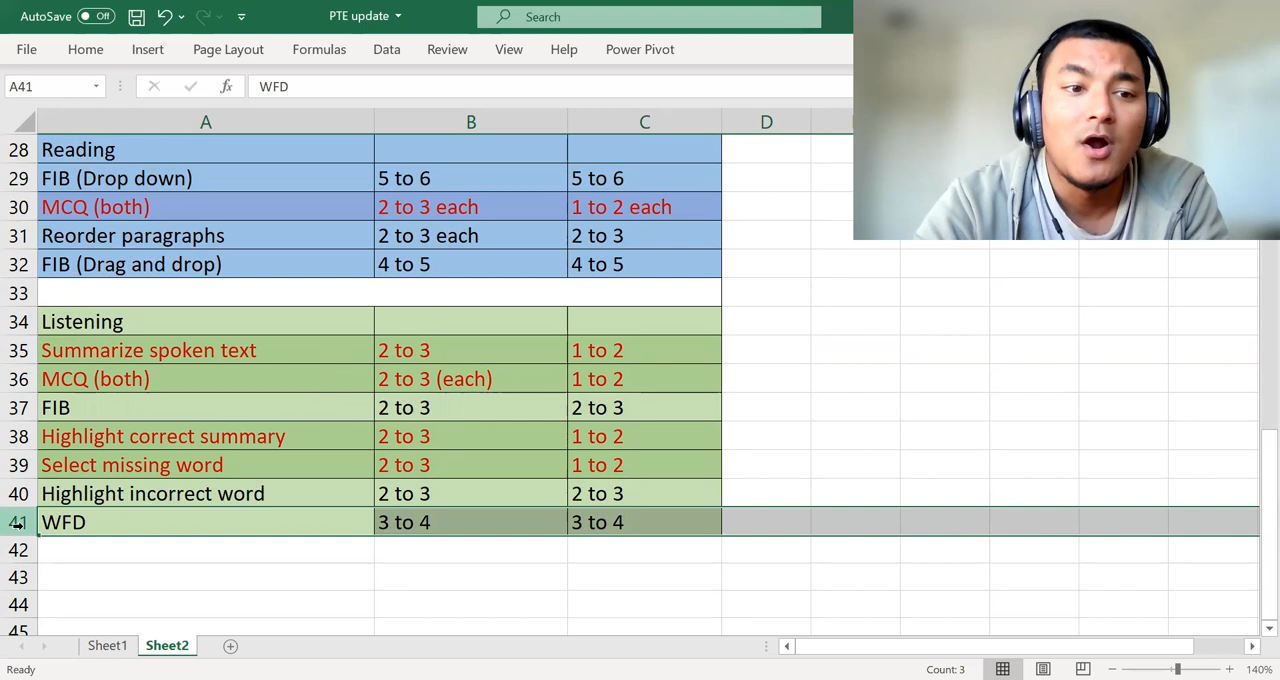 AutoSave Off PTE update Search
File Home Insert Page Layout Formulas Data Review View Help Power Pivot
A41 fx WFD
A B C D
28 Reading
29 FIB (Drop down) 5 to 6 5 to 6
30 MCQ (both) 2 to 3 each 1 to 2 each
31 Reorder paragraphs 2 to 3 each 2 to 3
32 FIB (Drag and drop) 4 to 5 4 to 5
33
34 Listening
35 Summarize spoken text 2 to 3 1 to 2
36 MCQ (both) 2 to 3 (each) 1 to 2
37 FIB 2 to 3 2 to 3
38 Highlight correct summary 2 to 3 1 to 2
39 Select missing word 2 to 3 1 to 2
40 Highlight incorrect word 2 to 3 2 to 3
41 WFD 3 to 4 3 to 4
42
43
44
45
Sheet1 Sheet2
Ready Count: 3 140%